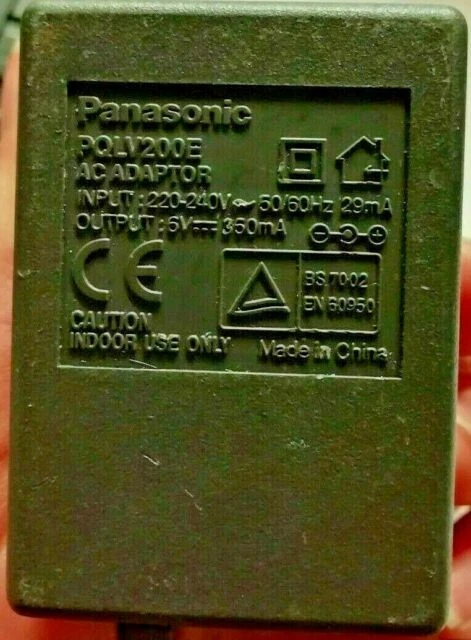 Panasonic
PQLV200E
AC ADAPTOR
INPUT : 220-240V ~ 50/60Hz 29mA
OUTPUT : 6V ⎓ 350mA
CE
BS 7002
EN 60950
CAUTION
INDOOR USE ONLY
Made in China